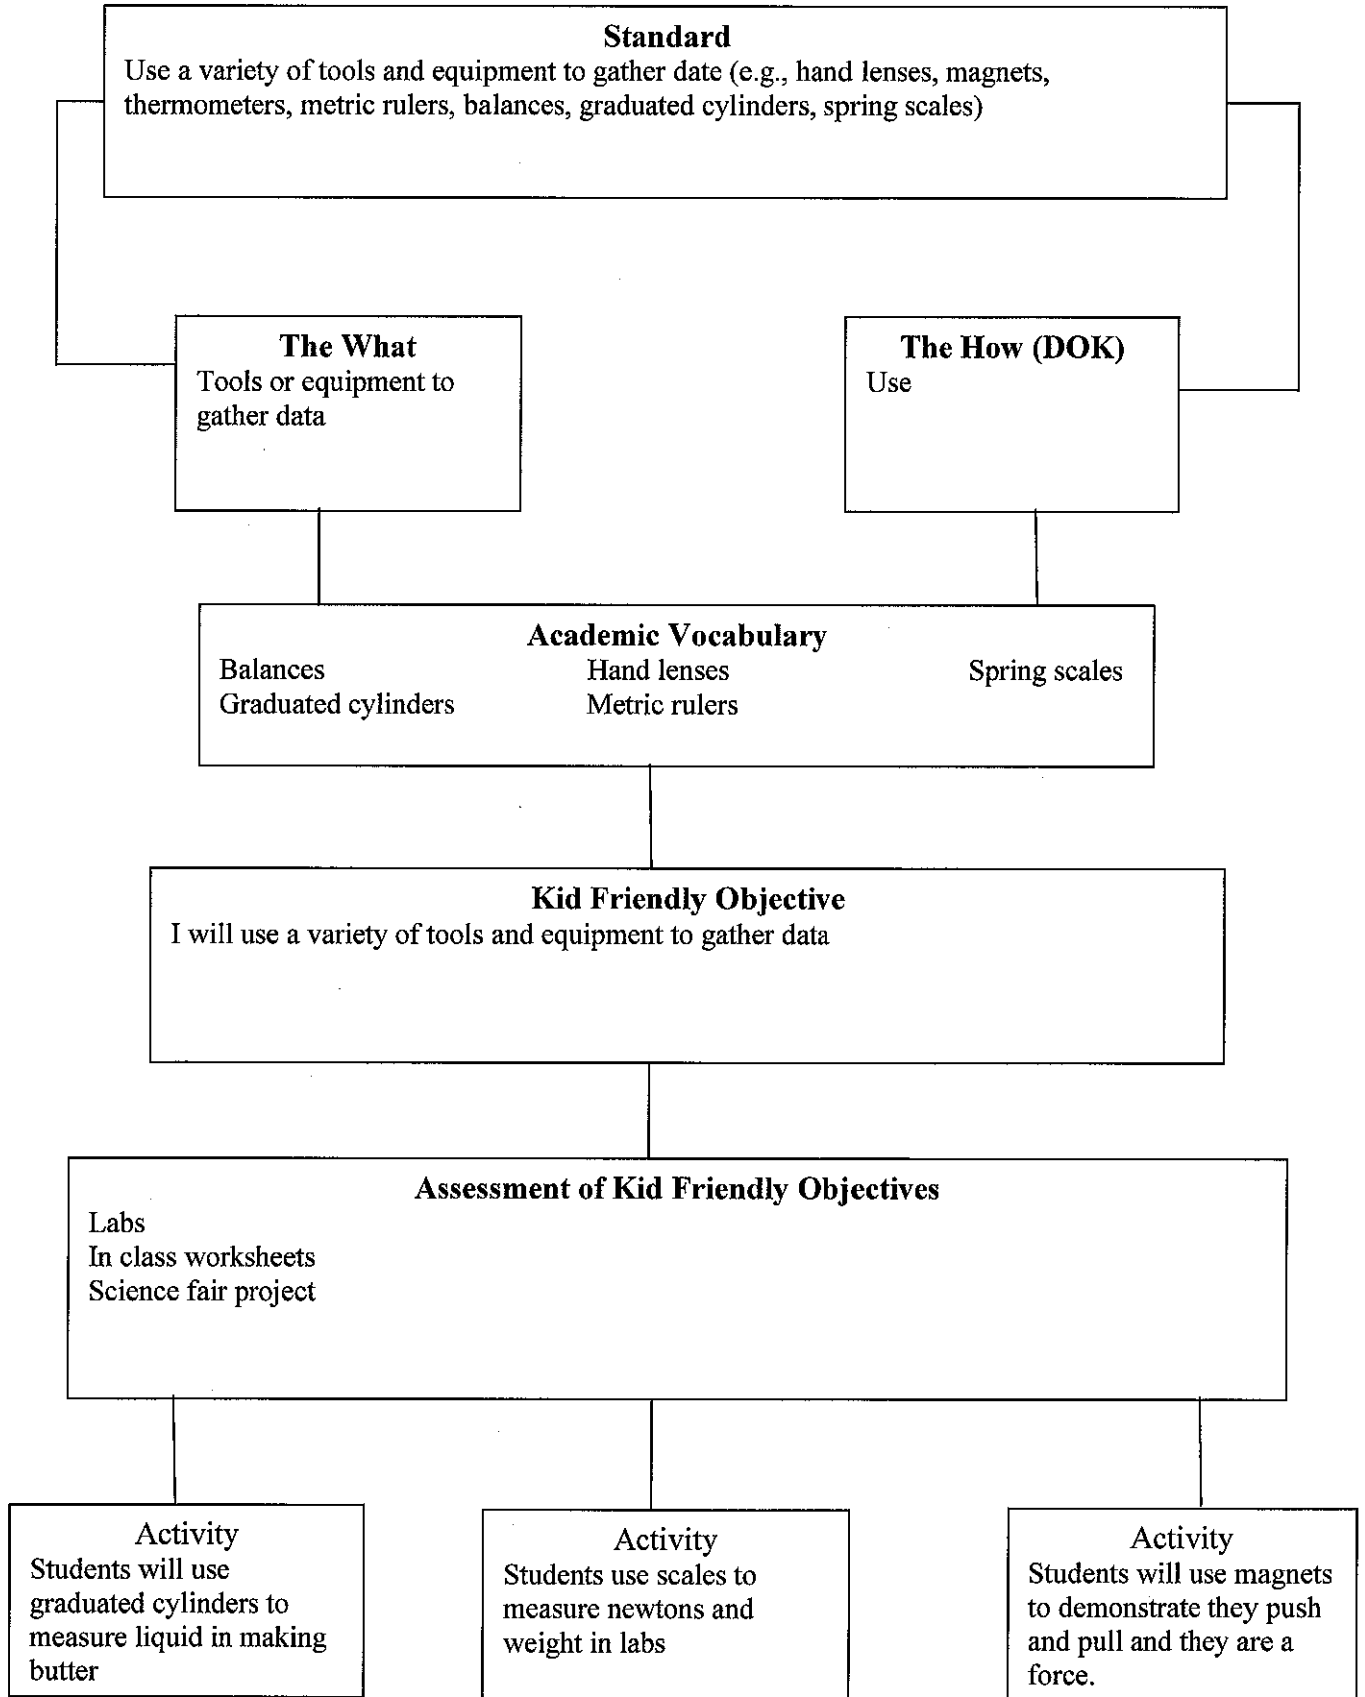 Standard
Use a variety of tools and equipment to gather date (e.g., hand lenses, magnets,
thermometers, metric rulers, balances, graduated cylinders, spring scales)
The What
Tools or equipment to
gather data
The How (DOK)
Use
Academic Vocabulary
Balances Hand lenses Spring scales
Graduated cylinders Metric rulers
Kid Friendly Objective
I will use a variety of tools and equipment to gather data
Assessment of Kid Friendly Objectives
Labs
In class worksheets
Science fair project
Activity
Students will use
graduated cylinders to
measure liquid in making
butter
Activity
Students use scales to
measure newtons and
weight in labs
Activity
Students will use magnets
to demonstrate they push
and pull and they are a
force.